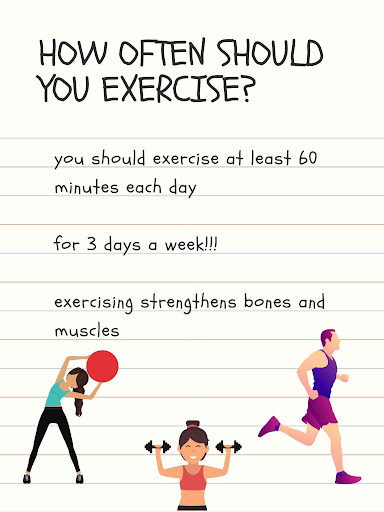 HOW OFTEN SHOULD
YOU EXERCISE?
you should exercise at least 60
minutes each day
for 3 days a week!!!
exercising strengthens bones and
muscles